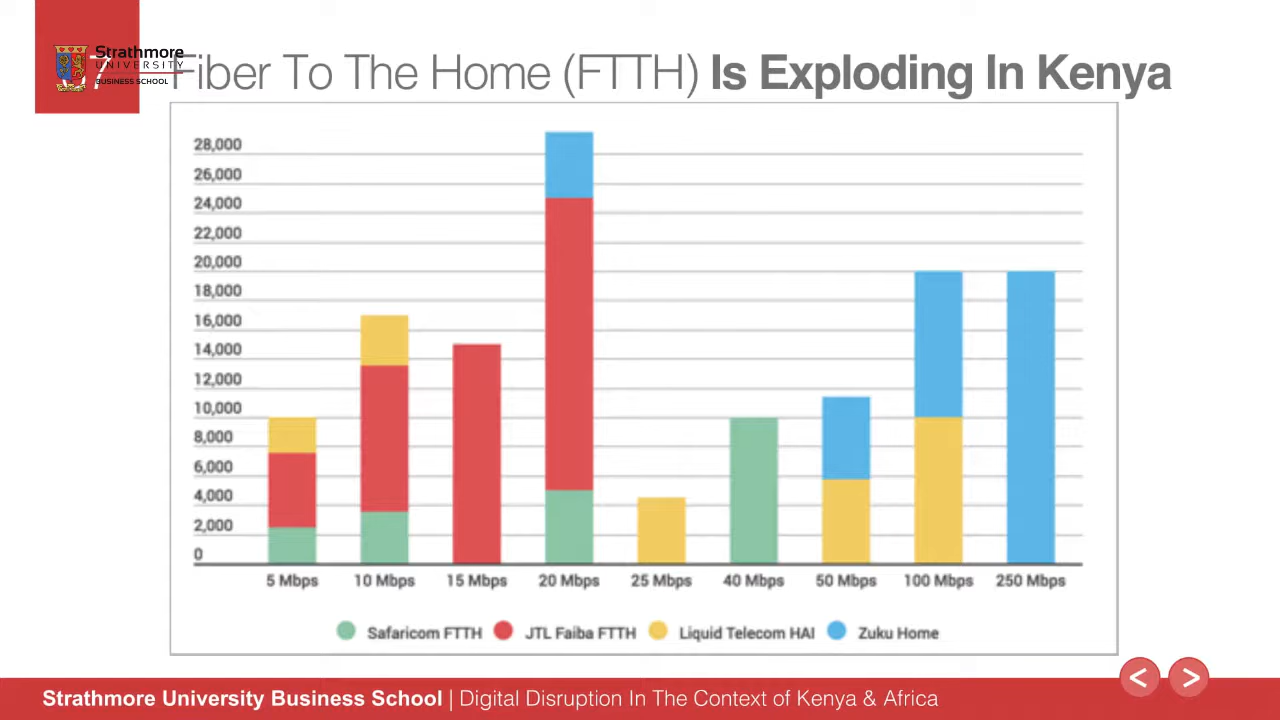 Strathmore
UNIVERSITY
BUSINESS SCHOOL
7
Fiber To The Home (FTTH) Is Exploding In Kenya
28,000
26,000
24,000
22,000
20,000
18,000
16,000
14,000
12,000
10,000
8,000
6,000
4,000
2,000
0
5 Mbps 10 Mbps 15 Mbps 20 Mbps 25 Mbps 40 Mbps 50 Mbps 100 Mbps 250 Mbps
Safaricom FTTH JTL Faiba FTTH Liquid Telecom HAI Zuku Home
Strathmore University Business School | Digital Disruption In The Context of Kenya & Africa
< >